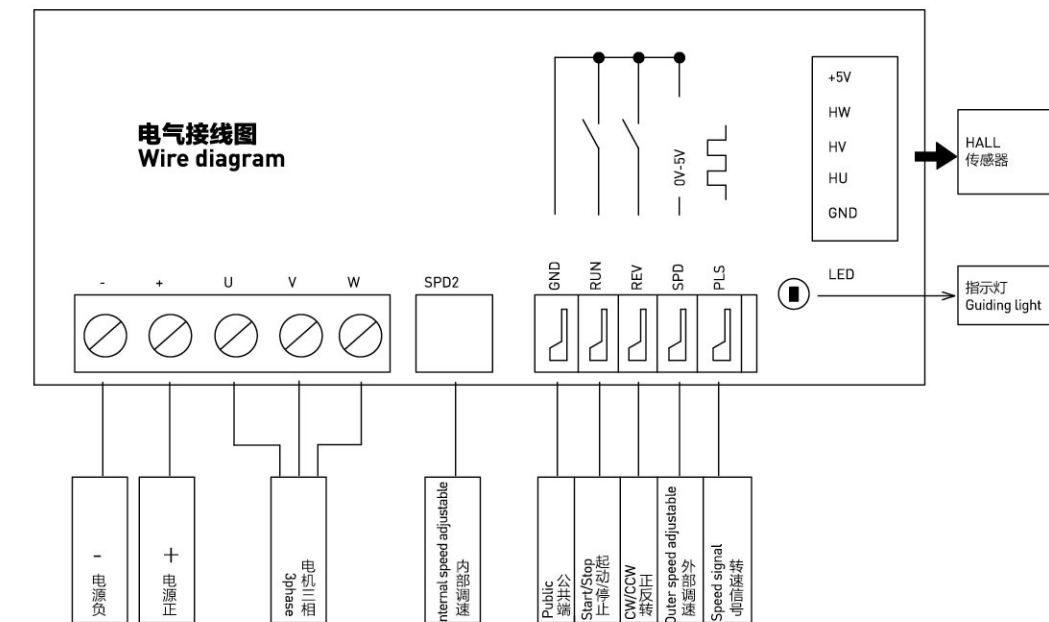 电气接线图
Wire diagram
0V-5V
+5V
HW
HV
HU
GND
HALL
传感器
LED
指示灯
Guiding light
-
+
U
V
W
SPD2
GND
RUN
REV
SPD
PLS
-
电源负
+
电源正
电机三相
3phase
speed adjustable
内部调速
Public
公共端
Start/Stop
起动停止
CW/CCW
正反转
Outer speed adjustable
外部调速
Speed signal
转速信号